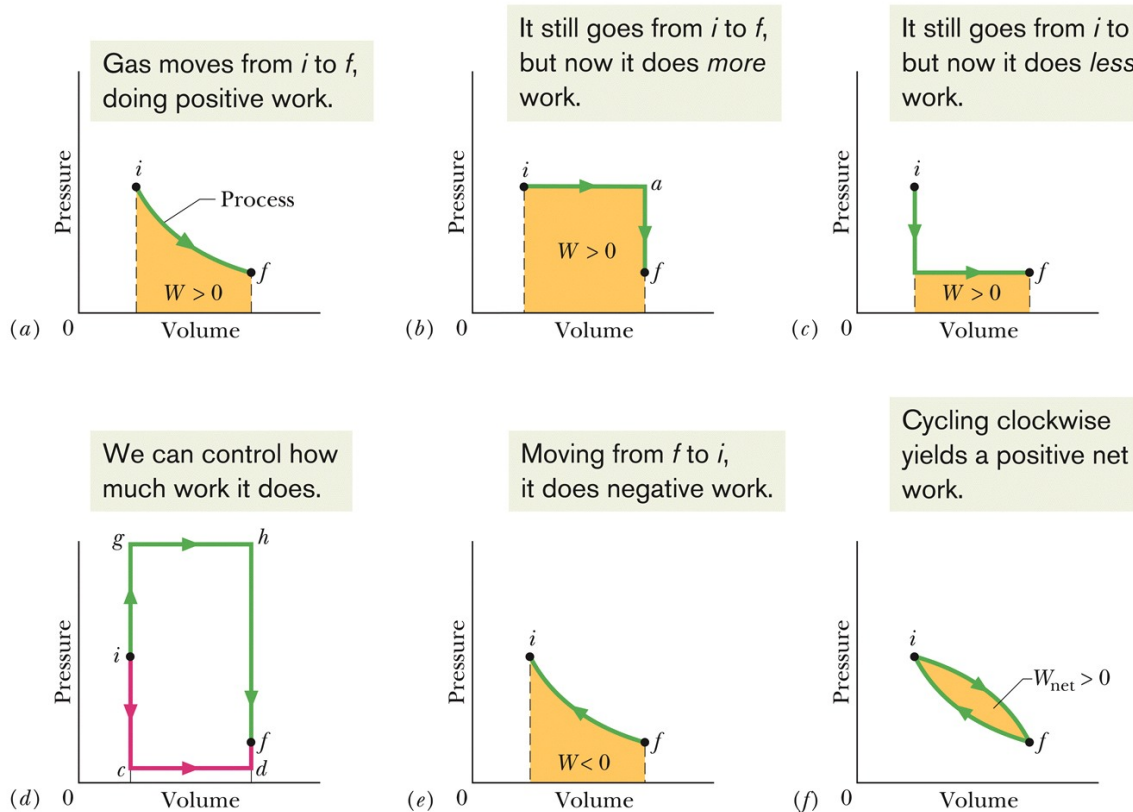 Gas moves from i to f,
doing positive work.
Pressure
i
Process
f
W > 0
(a)
0
Volume
It still goes from i to f,
but now it does more
work.
Pressure
i
a
W > 0
f
(b)
0
Volume
It still goes from i to
but now it does less
work.
Pressure
i
f
W > 0
(c)
0
Volume
We can control how
much work it does.
Pressure
g
h
i
f
c
d
(d)
0
Volume
Moving from f to i,
it does negative work.
Pressure
i
f
W < 0
(e)
0
Volume
Cycling clockwise
yields a positive net
work.
Pressure
i
Wnet > 0
f
(f)
0
Volume